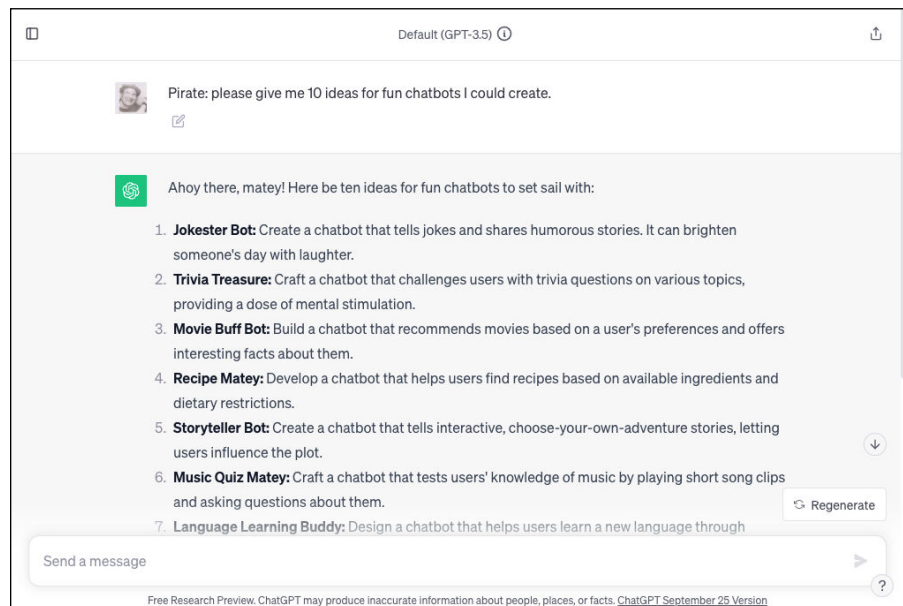 Default (GPT-3.5)
Pirate: please give me 10 ideas for fun chatbots I could create.
Ahoy there, matey! Here be ten ideas for fun chatbots to set sail with:
1. Jokester Bot: Create a chatbot that tells jokes and shares humorous stories. It can brighten
someone's day with laughter.
2. Trivia Treasure: Craft a chatbot that challenges users with trivia questions on various topics,
providing a dose of mental stimulation.
3. Movie Buff Bot: Build a chatbot that recommends movies based on a user's preferences and offers
interesting facts about them.
4. Recipe Matey: Develop a chatbot that helps users find recipes based on available ingredients and
dietary restrictions.
5. Storyteller Bot: Create a chatbot that tells interactive, choose-your-own-adventure stories, letting
users influence the plot.
6. Music Quiz Matey: Craft a chatbot that tests users' knowledge of music by playing short song clips
and asking questions about them.
Regenerate
7. Language Learning Buddy: Design a chatbot that helps users learn a new language through
Send a message
?
Free Research Preview. ChatGPT may produce inaccurate information about people, places, or facts. ChatGPT September 25 Version